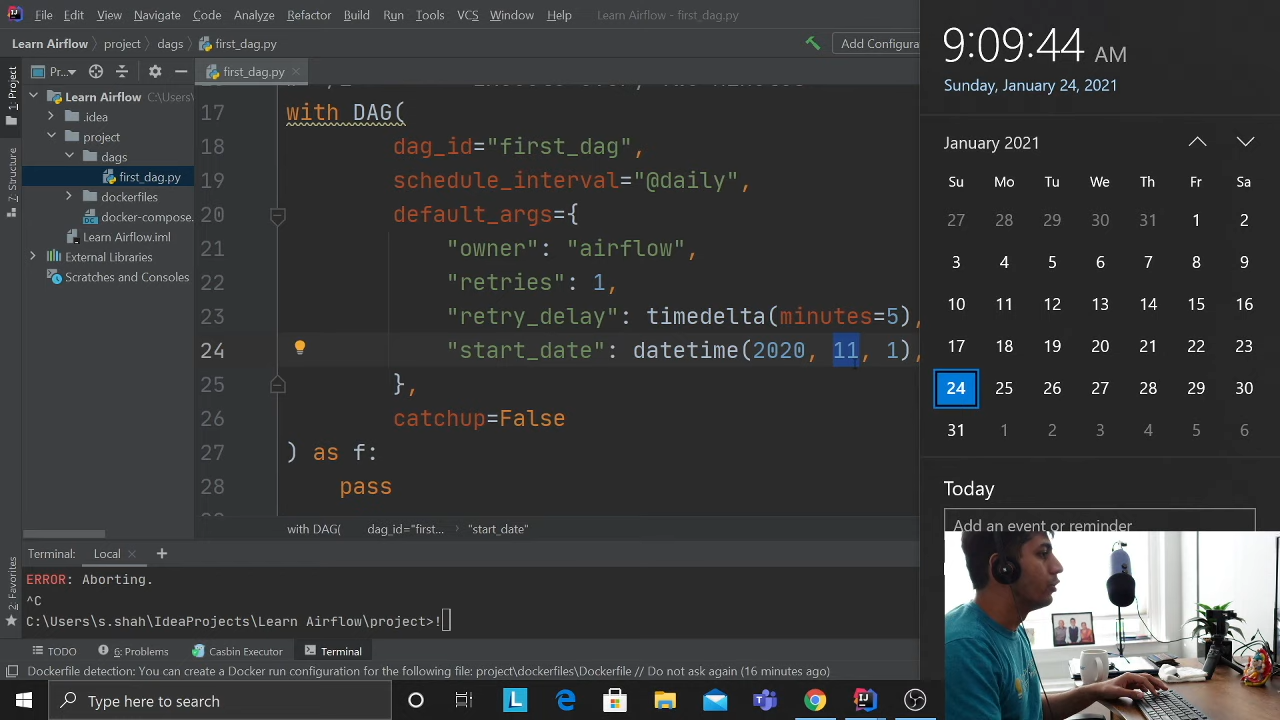 File Edit View Navigate Code Analyze Refactor Build Run Tools VCS Window Help Learn Airflow - first_dag.py
Learn Airflow project dags first_dag.py Add Configura
1: Project
7: Structure
2: Favorites
Pr... first_dag.py
Learn Airflow C:\Users\
.idea
project
dags
first_dag.py
dockerfiles
docker-compose.
Learn Airflow.iml
External Libraries
Scratches and Consoles
17 with DAG(
18 dag_id="first_dag",
19 schedule_interval="@daily",
20 default_args={
21 "owner": "airflow",
22 "retries": 1,
23 "retry_delay": timedelta(minutes=5),
24 "start_date": datetime(2020, 11, 1),
25 },
26 catchup=False
27 ) as f:
28 pass
with DAG( dag_id="first... "start_date"
Terminal: Local
ERROR: Aborting.
^C
C:\Users\s.shah\IdeaProjects\Learn Airflow\project>!
TODO 6: Problems Casbin Executor Terminal
Dockerfile detection: You can create a Docker run configuration for the following file: project\dockerfiles\Dockerfile // Do not ask again (16 minutes ago)
Type here to search
9:09:44 AM
Sunday, January 24, 2021
January 2021
Su Mo Tu We Th Fr Sa
27 28 29 30 31 1 2
3 4 5 6 7 8 9
10 11 12 13 14 15 16
17 18 19 20 21 22 23
24 25 26 27 28 29 30
31 1 2 3 4 5 6
Today
Add an event or reminder